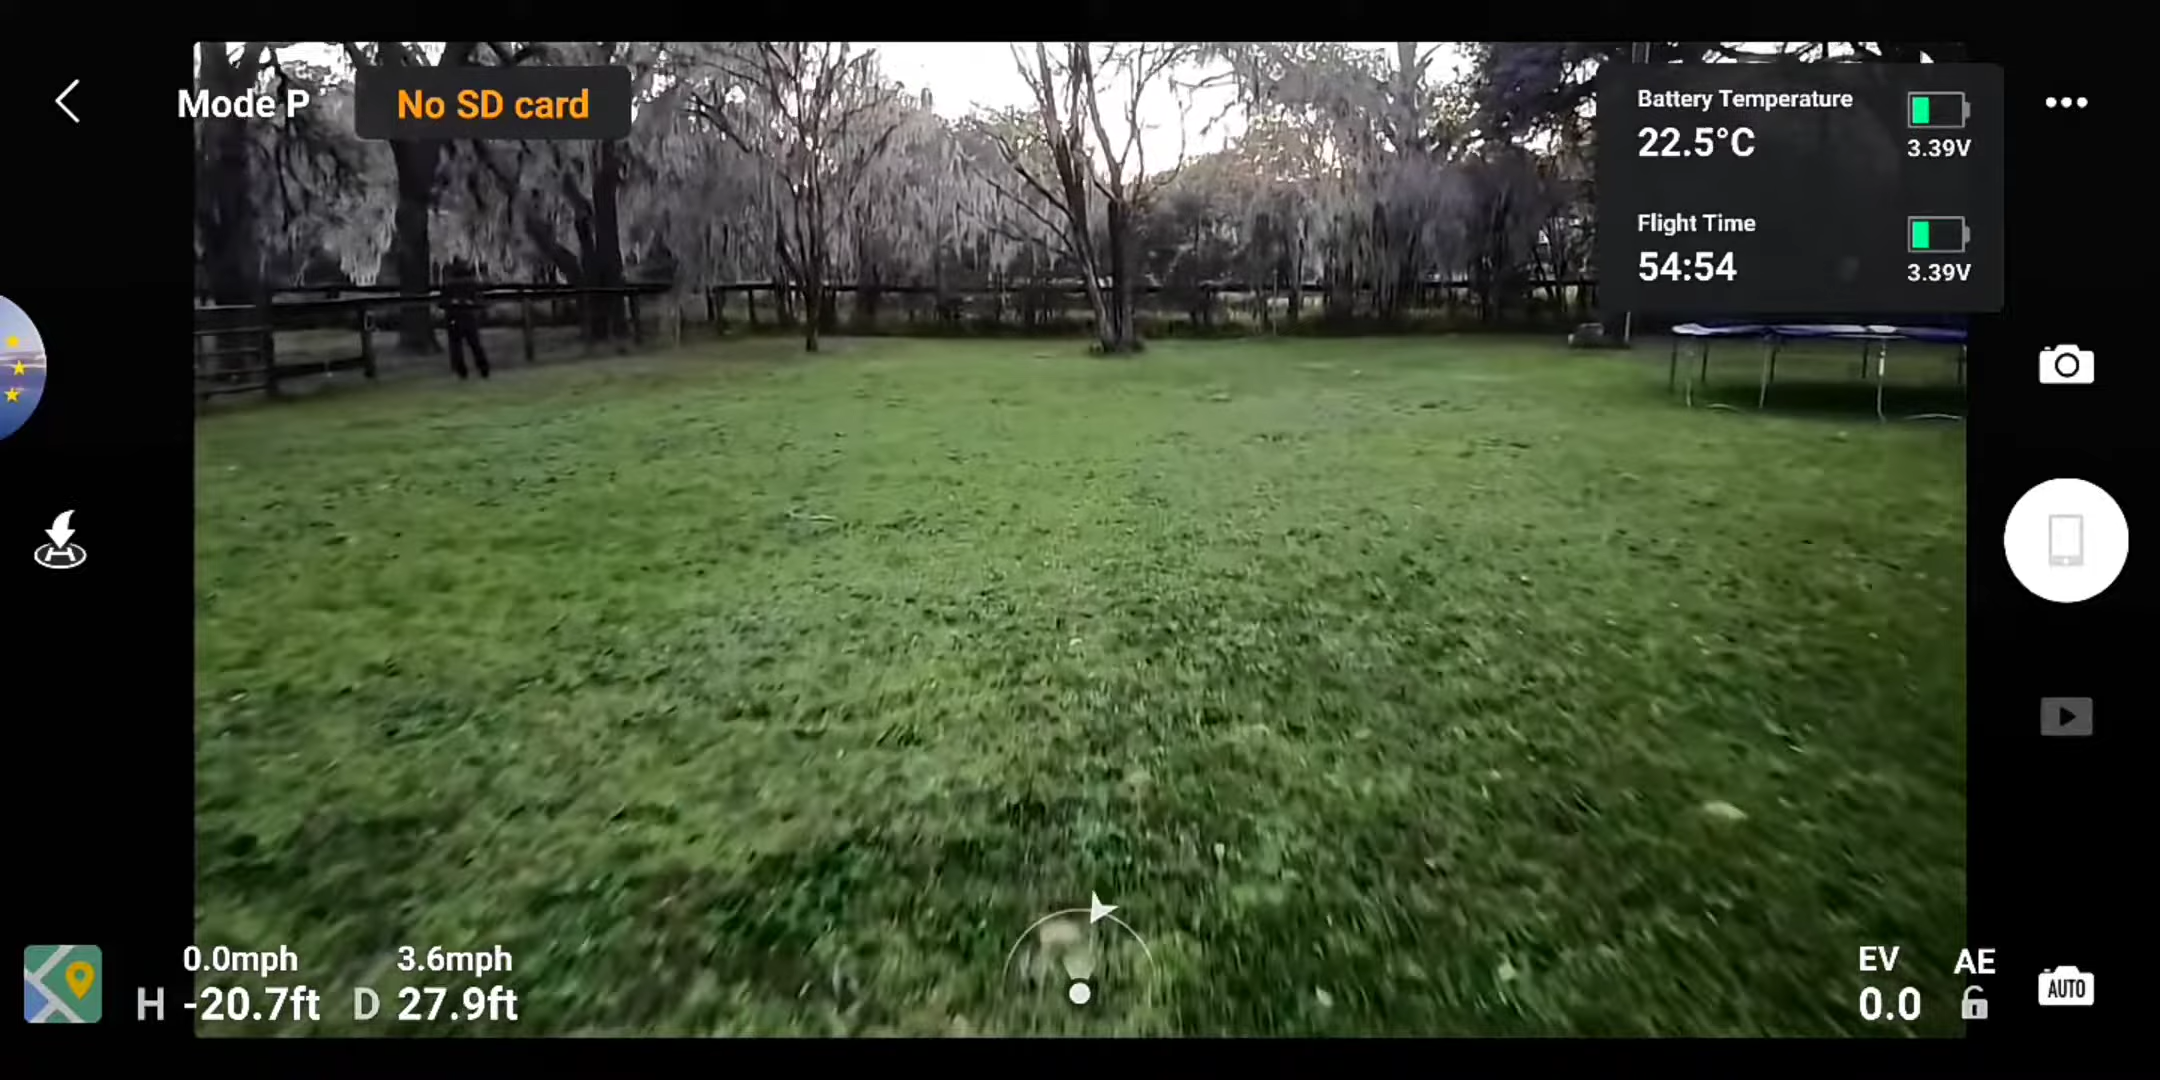 Mode P
No SD card
Battery Temperature
22.5°C
3.39V
Flight Time
54:54
3.39V
0.0mph
3.6mph
H -20.7ft
D 27.9ft
EV
0.0
AE
AUTO